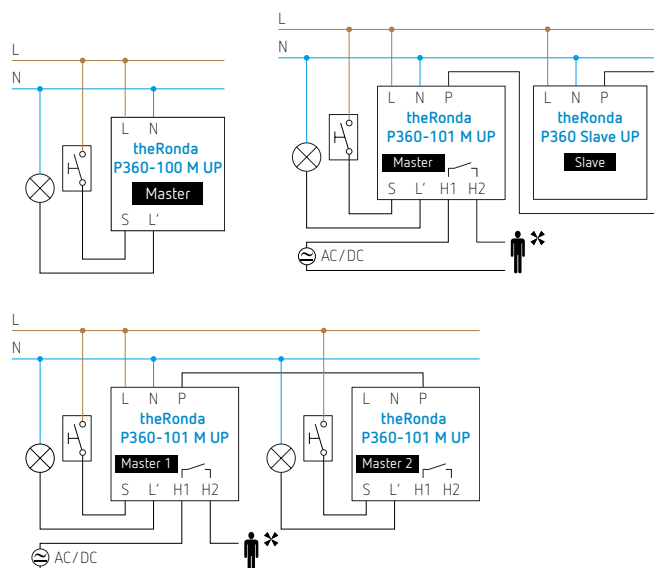 L
N
L N
theRonda
P360-100 M UP
Master
S L’
L
N
L N P
theRonda
P360-101 M UP
Master
S L’ H1 H2
AC/DC
L N P
theRonda
P360 Slave UP
Slave
L
N
L N P
theRonda
P360-101 M UP
Master 1
S L’ H1 H2
AC/DC
L N P
theRonda
P360-101 M UP
Master 2
S L’ H1 H2